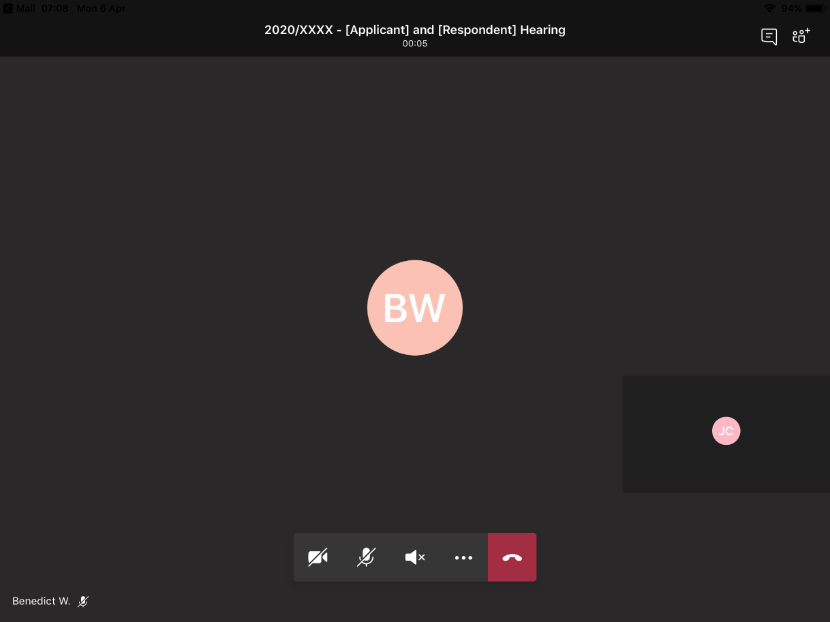 Mail 07:08 Mon 6 Apr 94%
2020/XXXX - [Applicant] and [Respondent] Hearing
00:05
BW
JC
Benedict W.